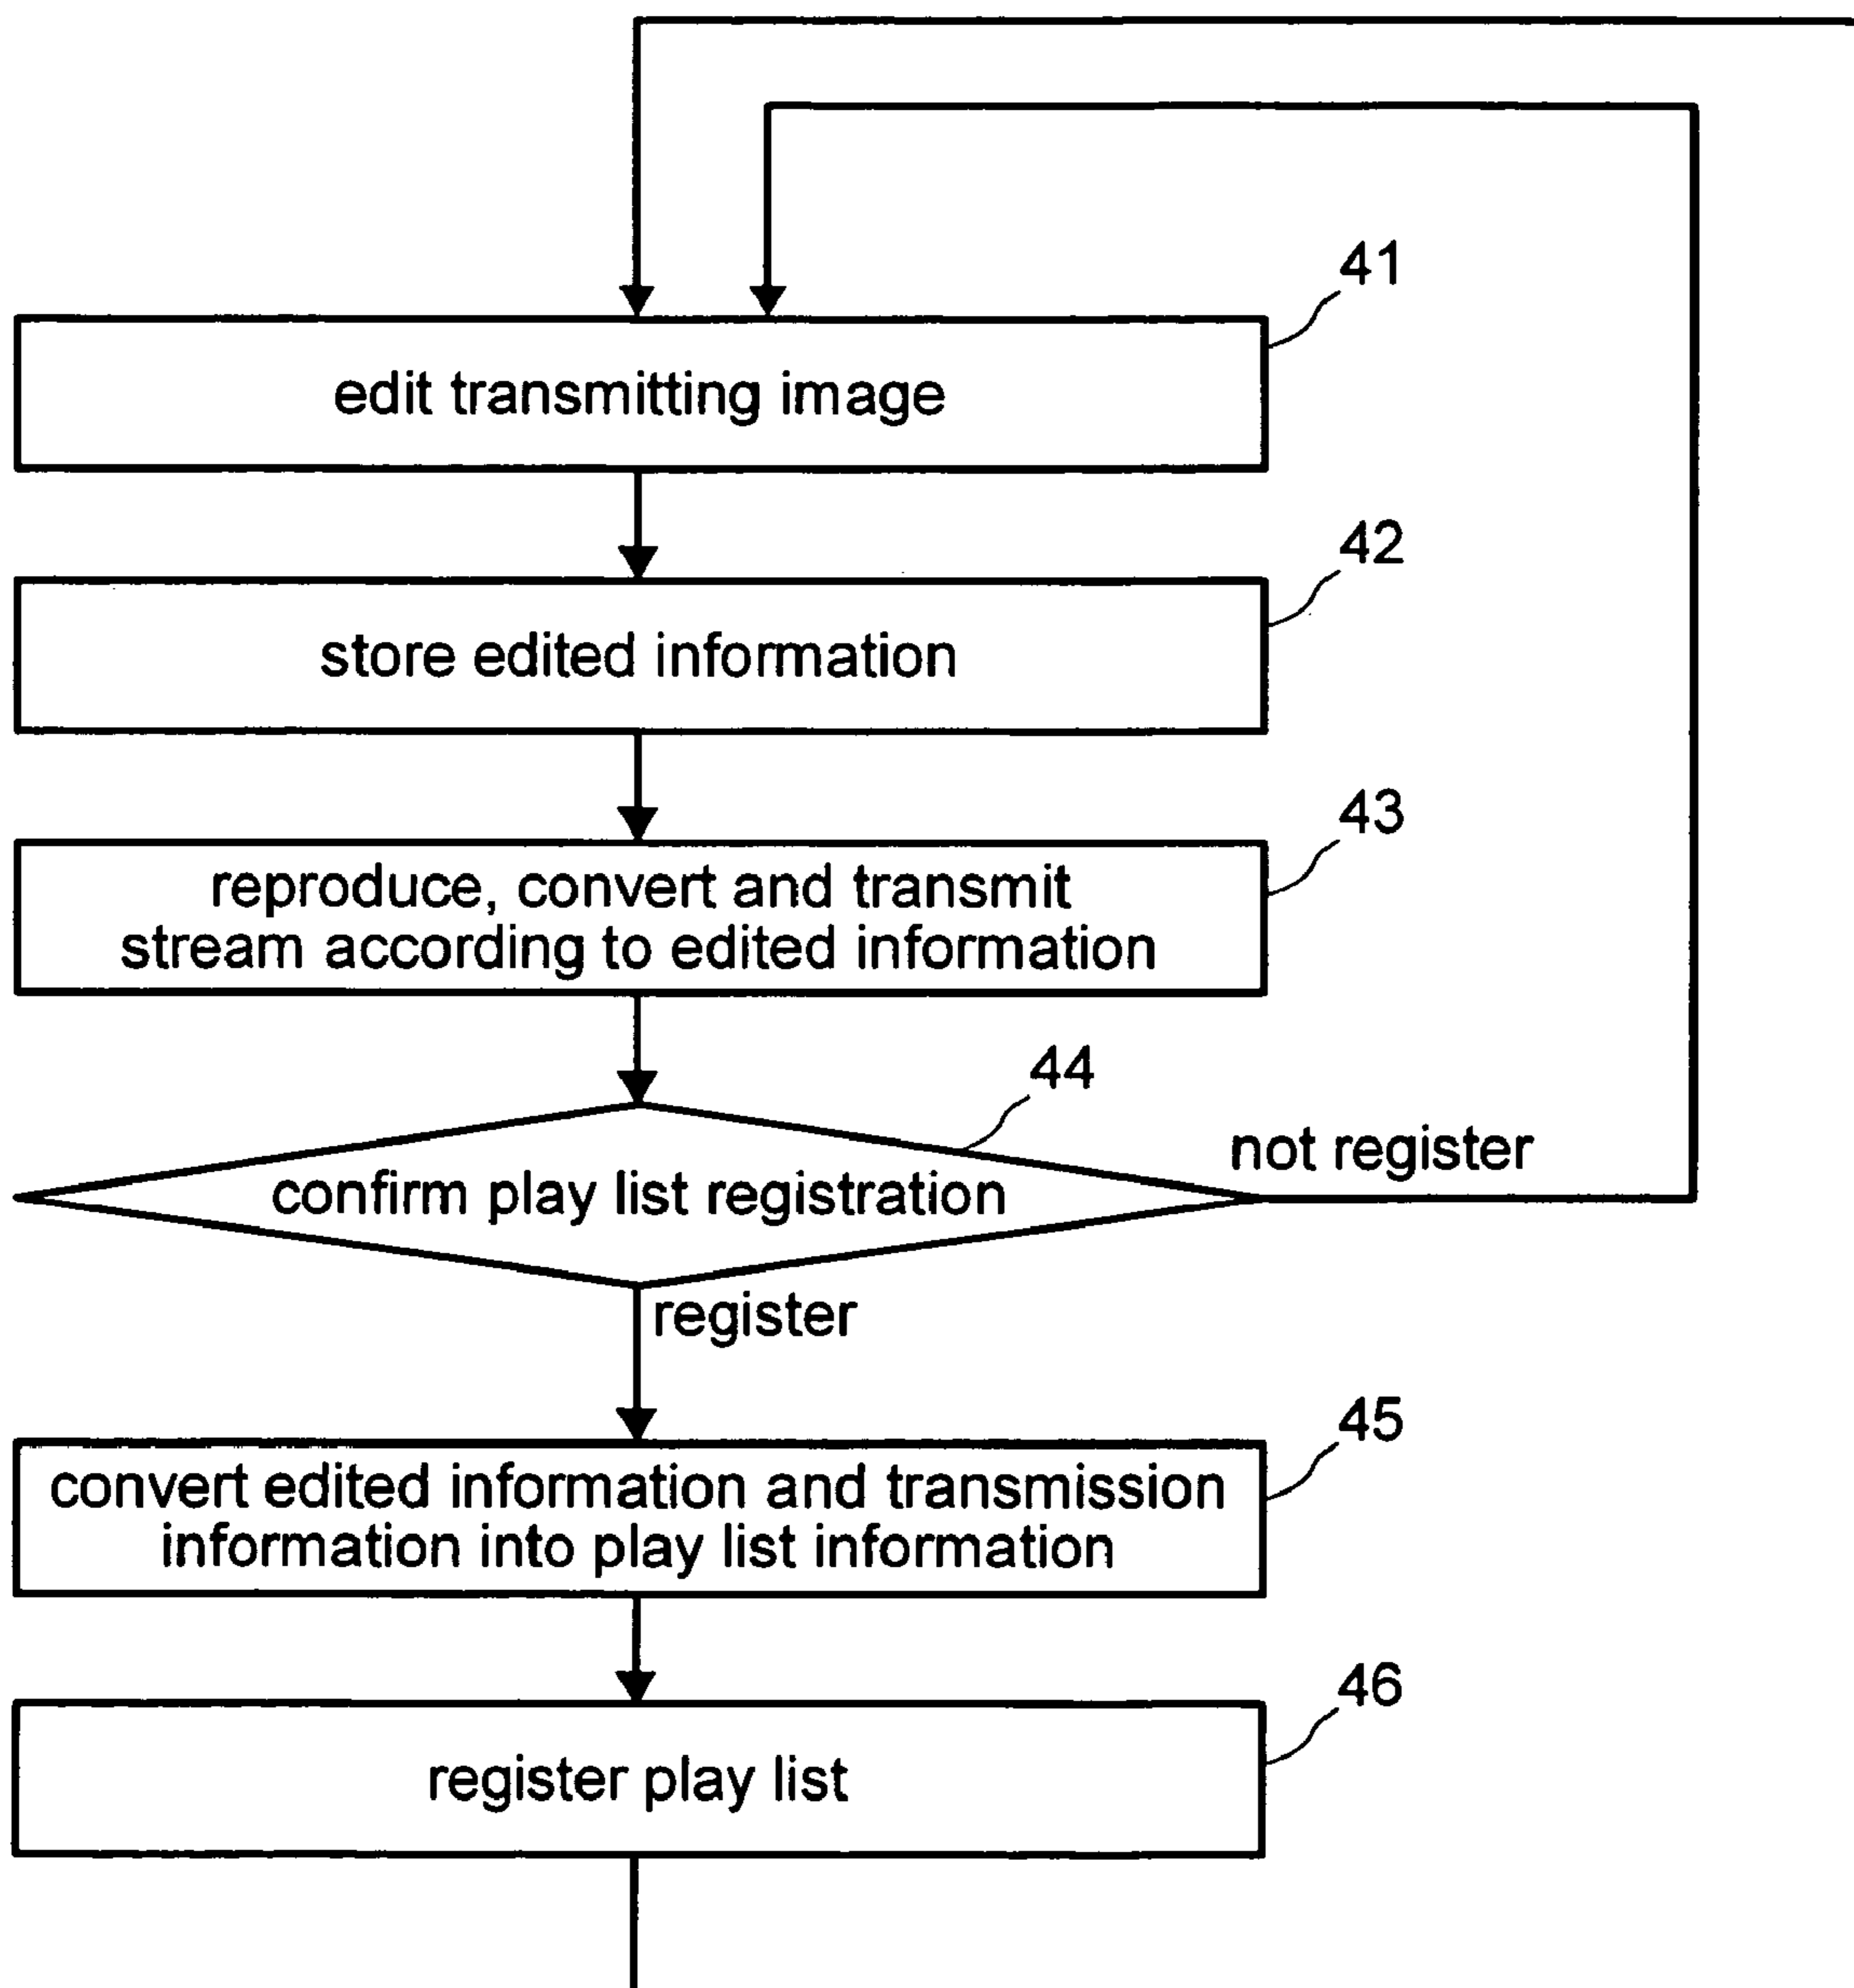 41
edit transmitting image
42
store edited information
43
reproduce, convert and transmit
stream according to edited information
44
not register
confirm play list registration
register
45
convert edited information and transmission
information into play list information
46
register play list